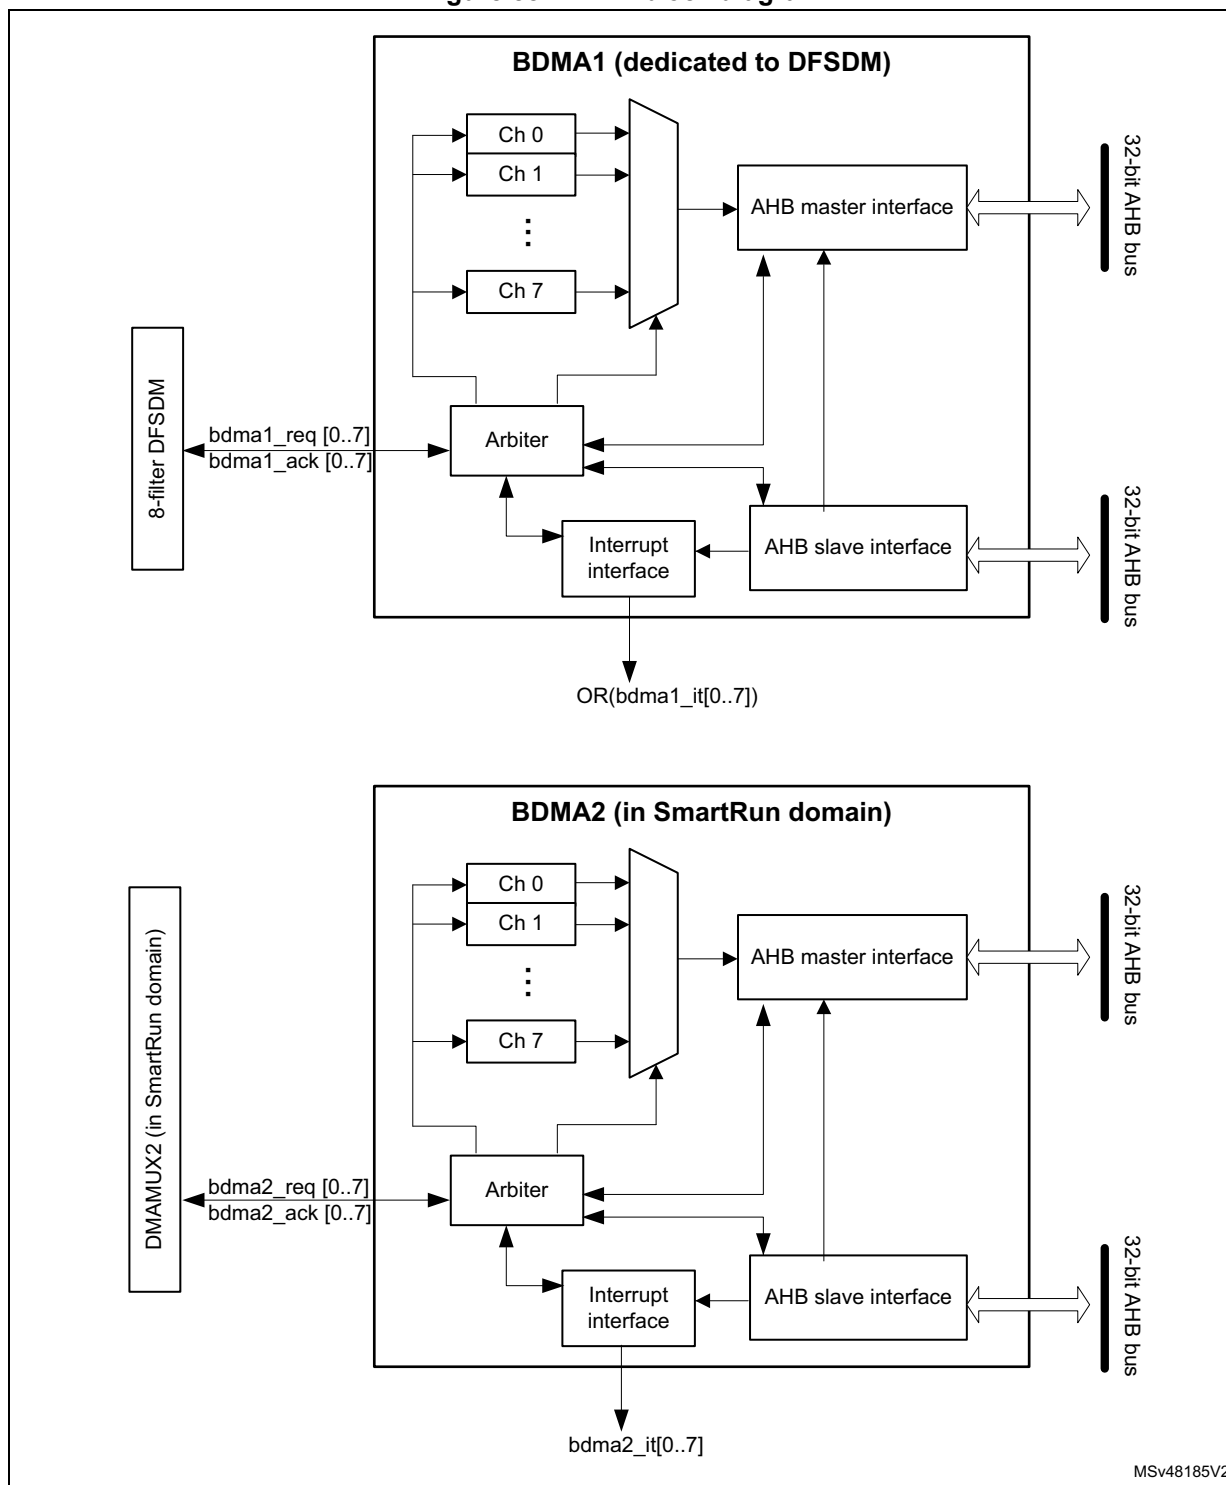 BDMA1 (dedicated to DFSDM)
Ch 0
Ch 1
Ch 7
AHB master interface
32-bit AHB bus
8-filter DFSDM
bdma1_req [0..7]
bdma1_ack [0..7]
Arbiter
Interrupt
interface
AHB slave interface
32-bit AHB bus
OR(bdma1_it[0..7])
BDMA2 (in SmartRun domain)
Ch 0
Ch 1
Ch 7
AHB master interface
32-bit AHB bus
DMAMUX2 (in SmartRun domain)
bdma2_req [0..7]
bdma2_ack [0..7]
Arbiter
Interrupt
interface
AHB slave interface
32-bit AHB bus
bdma2_it[0..7]
MSv48185V2